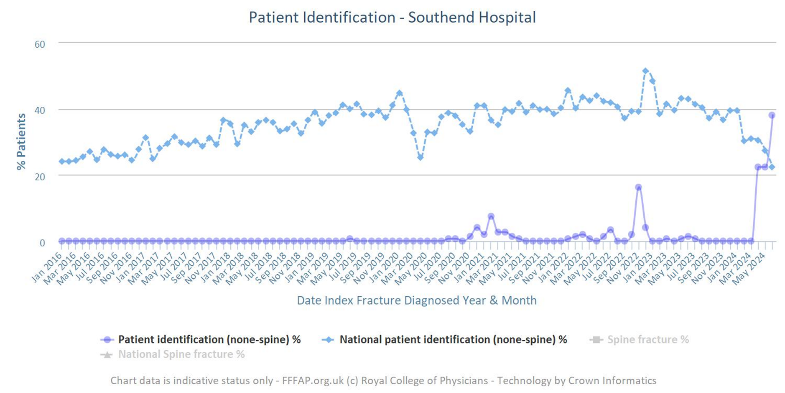 Patient Identification - Southend Hospital
60
40
20
0
% Patients
Jan 2016
Mar 2016
May 2016
Jul 2016
Sep 2016
Nov 2016
Jan 2017
Mar 2017
May 2017
Jul 2017
Sep 2017
Nov 2017
Jan 2018
Mar 2018
May 2018
Jul 2018
Sep 2018
Nov 2018
Jan 2019
Mar 2019
May 2019
Jul 2019
Sep 2019
Nov 2019
Jan 2020
Mar 2020
May 2020
Jul 2020
Sep 2020
Nov 2020
Jan 2021
Mar 2021
May 2021
Jul 2021
Sep 2021
Nov 2021
Jan 2022
Mar 2022
May 2022
Jul 2022
Sep 2022
Nov 2022
Jan 2023
Mar 2023
May 2023
Jul 2023
Sep 2023
Nov 2023
Jan 2024
Mar 2024
May 2024
Date Index Fracture Diagnosed Year & Month
Patient identification (none-spine) % National patient identification (none-spine) % Spine fracture %
National Spine fracture %
Chart data is indicative status only - FFFAP.org.uk (c) Royal College of Physicians - Technology by Crown Informatics